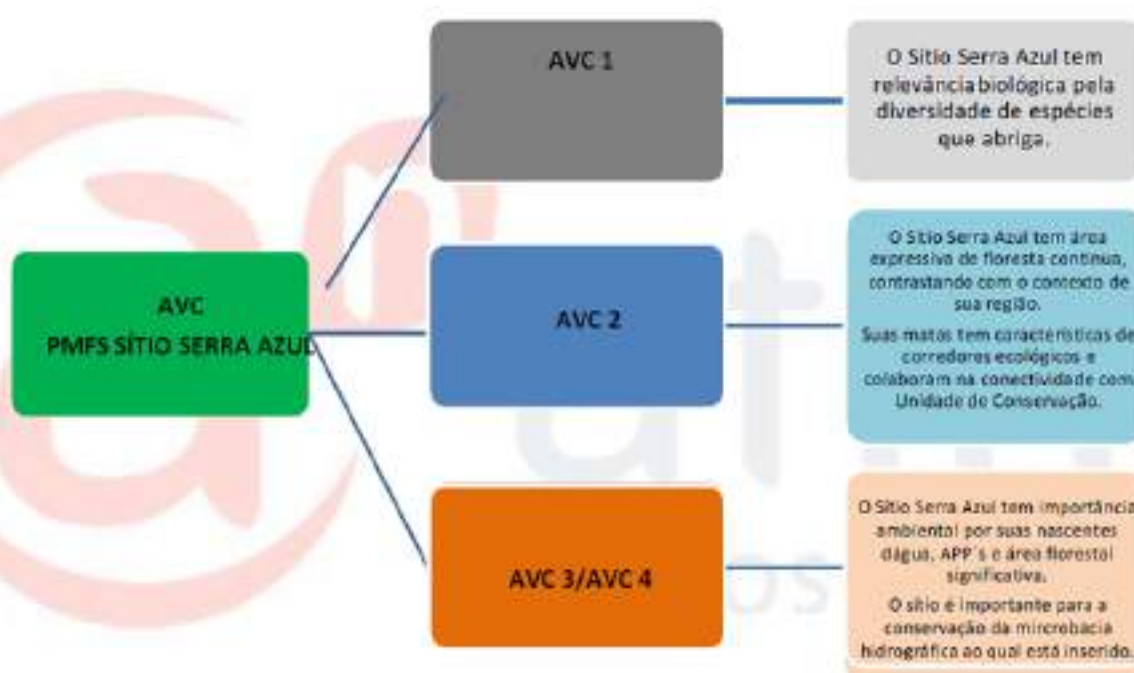 AVC
PMFS SÍTIO SERRA AZUL
AVC 1
O Sítio Serra Azul tem
relevância biológica pela
diversidade de espécies
que abriga.
AVC 2
O Sítio Serra Azul tem área
expressiva de floresta continua,
contrastando com o contexto de
sua região.
Suas matas tem características de
corredores ecológicos e
colaboram na conectividade com
Unidade de Conservação.
AVC 3/AVC 4
O Sítio Serra Azul tem importância
ambiental por suas nascentes
dágua, APP´s e área florestal
significativa.
O sítio é importante para a
conservação da mircrobacia
hidrográfica ao qual está inserido.